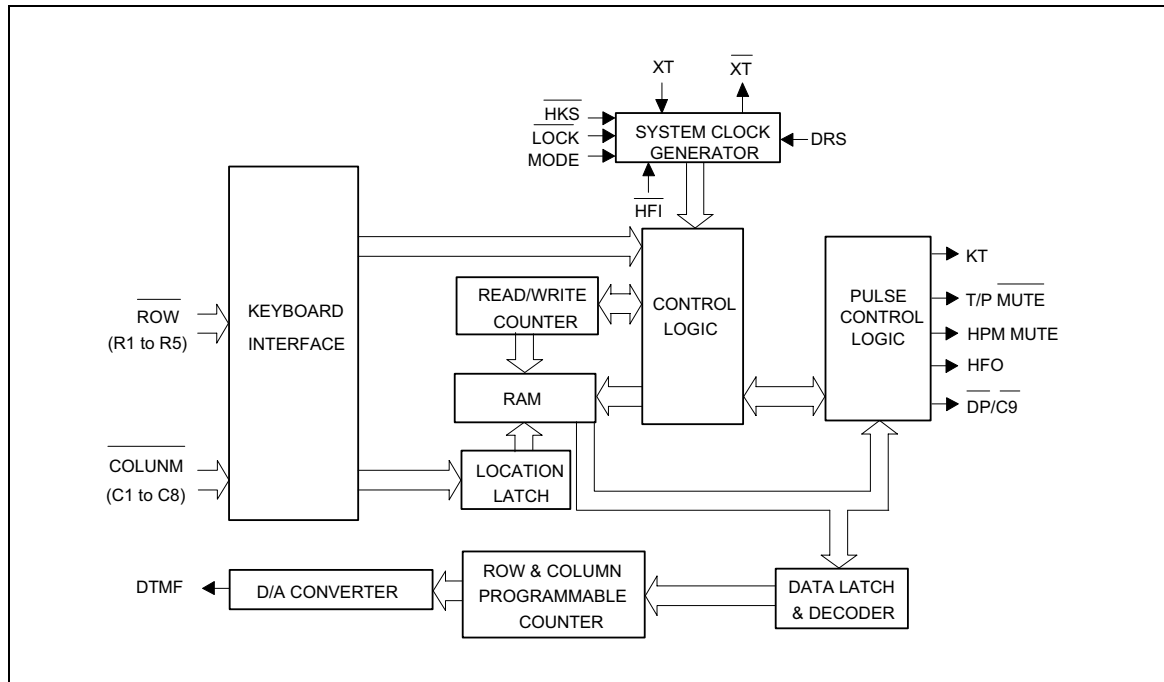 XT
XT
HKS
LOCK
MODE
SYSTEM CLOCK
GENERATOR
DRS
HFI
KEYBOARD
INTERFACE
ROW
(R1 to R5)
COLUNM
(C1 to C8)
READ/WRITE
COUNTER
RAM
LOCATION
LATCH
CONTROL
LOGIC
PULSE
CONTROL
LOGIC
KT
T/P MUTE
HPM MUTE
HFO
DP/C9
DTMF
D/A CONVERTER
ROW & COLUMN
PROGRAMMABLE
COUNTER
DATA LATCH
& DECODER